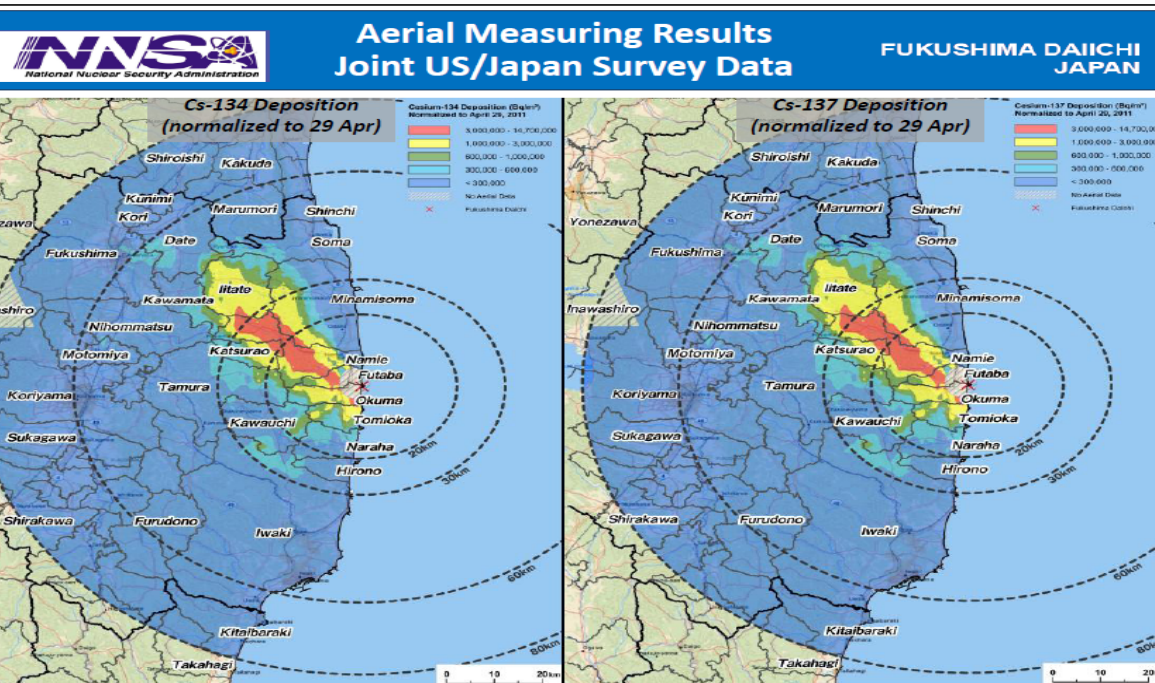 NNSA
National Nuclear Security Administration
Aerial Measuring Results
Joint US/Japan Survey Data
FUKUSHIMA DAIICHI
JAPAN
Cs-134 Deposition
(normalized to 29 Apr)
Cesium-134 Deposition (Bq/m²)
Normalized to April 29, 2011
3,000,000 - 14,700,000
1,000,000 - 3,000,000
600,000 - 1,000,000
300,000 - 600,000
< 300,000
No Aerial Data
Fukushima Daiichi
Shiroishi
Kakuda
Kunimi
Kori
Marumori
Shinchi
zawa
Date
Soma
Fukushima
Iitate
Kawamata
Minamisoma
shiro
Nihommatsu
Motomiya
Katsurao
Namie
Futaba
Tamura
Koriyama
Okuma
Kawauchi
Tomioka
Sukagawa
Naraha
20km
Hirono
30km
Shirakawa
Furudono
Iwaki
60km
Kitaibaraki
80km
Takahagi
0 10 20 km
Cs-137 Deposition
(normalized to 29 Apr)
Cesium-137 Deposition (Bq/m²)
Normalized to April 29, 2011
3,000,000 - 14,700,000
1,000,000 - 3,000,000
600,000 - 1,000,000
300,000 - 600,000
< 300,000
No Aerial Data
Fukushima Daiichi
Shiroishi
Kakuda
Kunimi
Kori
Marumori
Shinchi
Yonezawa
Date
Soma
Fukushima
Iitate
Kawamata
Minamisoma
Inawashiro
Nihommatsu
Motomiya
Katsurao
Namie
Futaba
Tamura
Koriyama
Okuma
Kawauchi
Tomioka
Sukagawa
Naraha
20km
Hirono
30km
Shirakawa
Furudono
Iwaki
60km
Kitaibaraki
80km
Takahagi
0 10 20